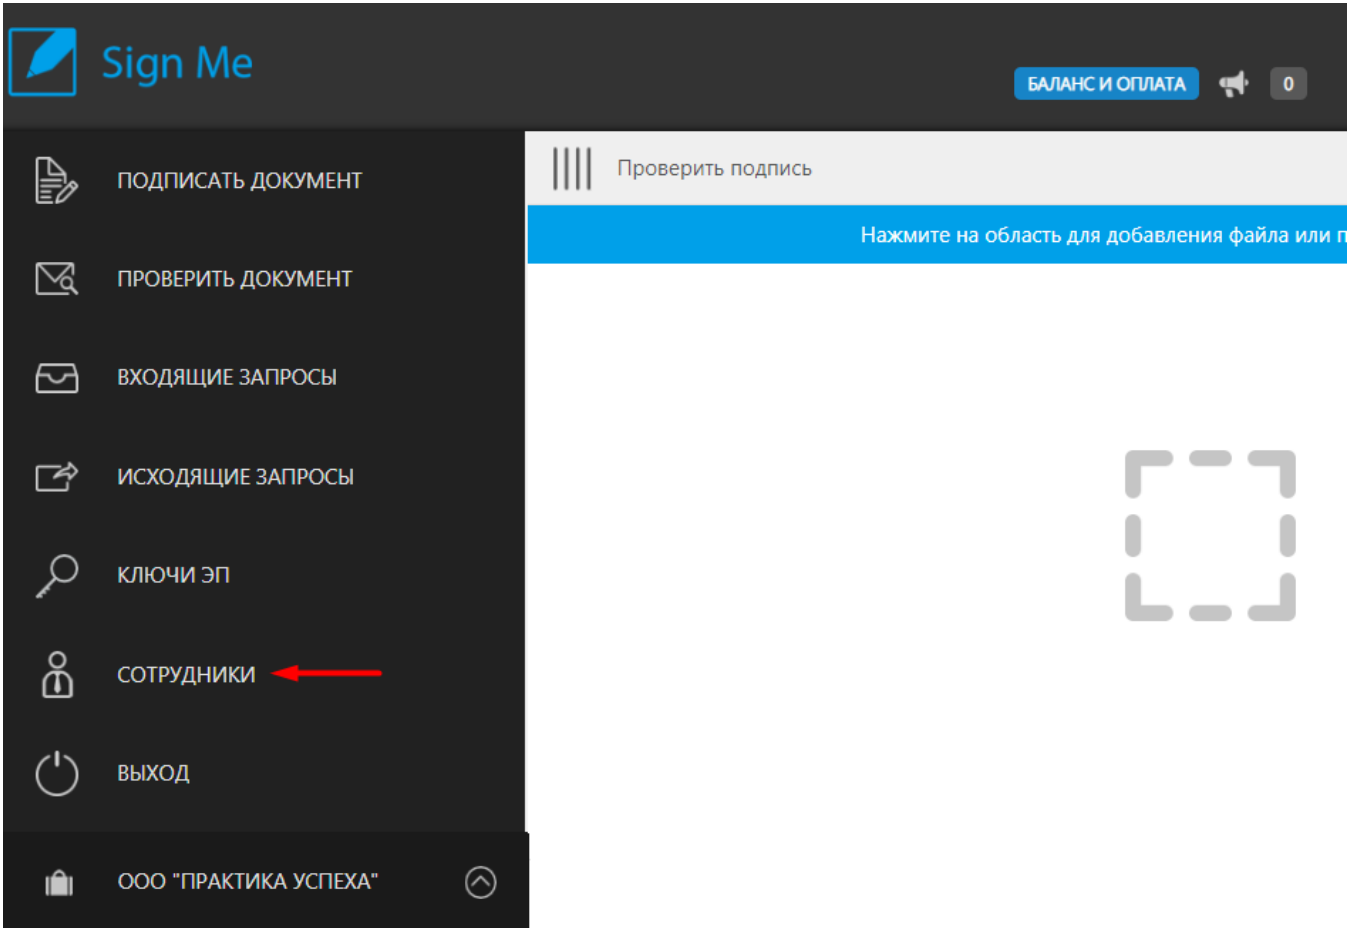 Sign Me
БАЛАНС И ОПЛАТА
0
ПОДПИСАТЬ ДОКУМЕНТ
Проверить подпись
Нажмите на область для добавления файла или п
ПРОВЕРИТЬ ДОКУМЕНТ
ВХОДЯЩИЕ ЗАПРОСЫ
ИСХОДЯЩИЕ ЗАПРОСЫ
КЛЮЧИ ЭП
СОТРУДНИКИ
ВЫХОД
ООО "ПРАКТИКА УСПЕХА"